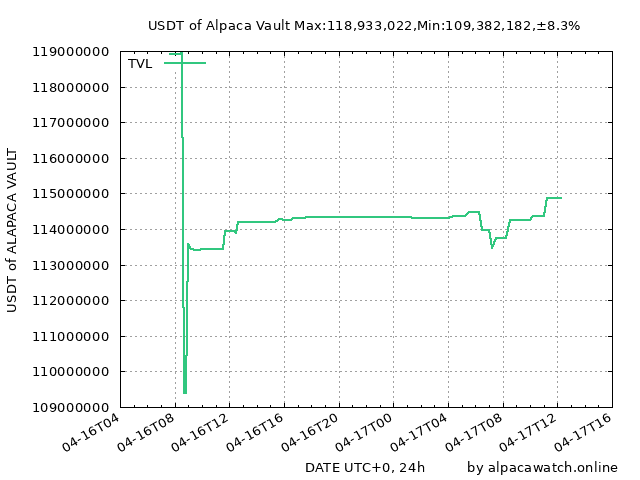 USDT of Alpaca Vault Max:118,933,022,Min:109,382,182,±8.3%
TVL
119000000
118000000
117000000
116000000
115000000
114000000
113000000
112000000
111000000
110000000
109000000
USDT of ALAPACA VAULT
04-16T04
04-16T08
04-16T12
04-16T16
04-16T20
04-17T00
04-17T04
04-17T08
04-17T12
04-17T16
DATE UTC+0, 24h
by alpacawatch.online